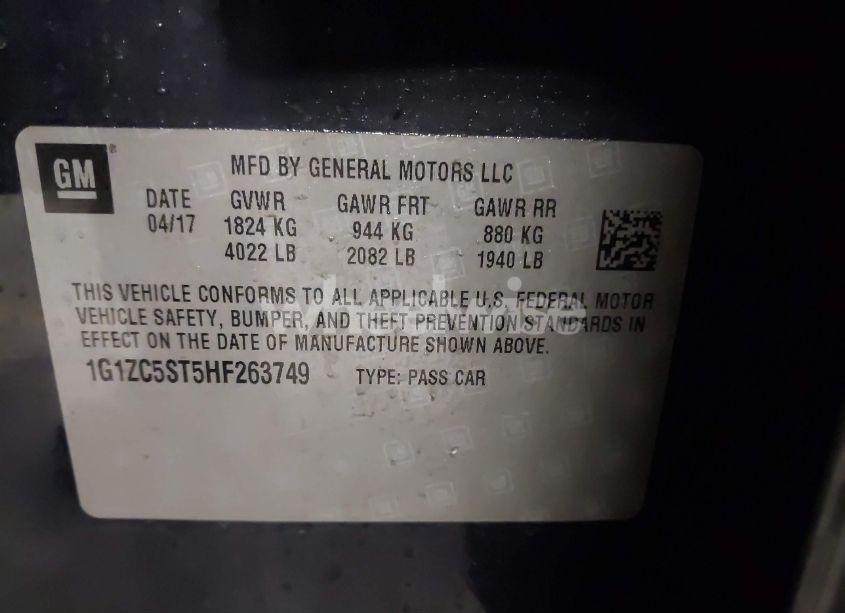 GM®
MFD BY GENERAL MOTORS LLC
DATE GVWR GAWR FRT GAWR RR
04/17 1824 KG 944 KG 880 KG
4022 LB 2082 LB 1940 LB
THIS VEHICLE CONFORMS TO ALL APPLICABLE U.S. FEDERAL MOTOR
VEHICLE SAFETY, BUMPER, AND THEFT PREVENTION STANDARDS IN
EFFECT ON THE DATE OF MANUFACTURE SHOWN ABOVE.
1G1ZC5ST5HF263749 TYPE: PASS CAR